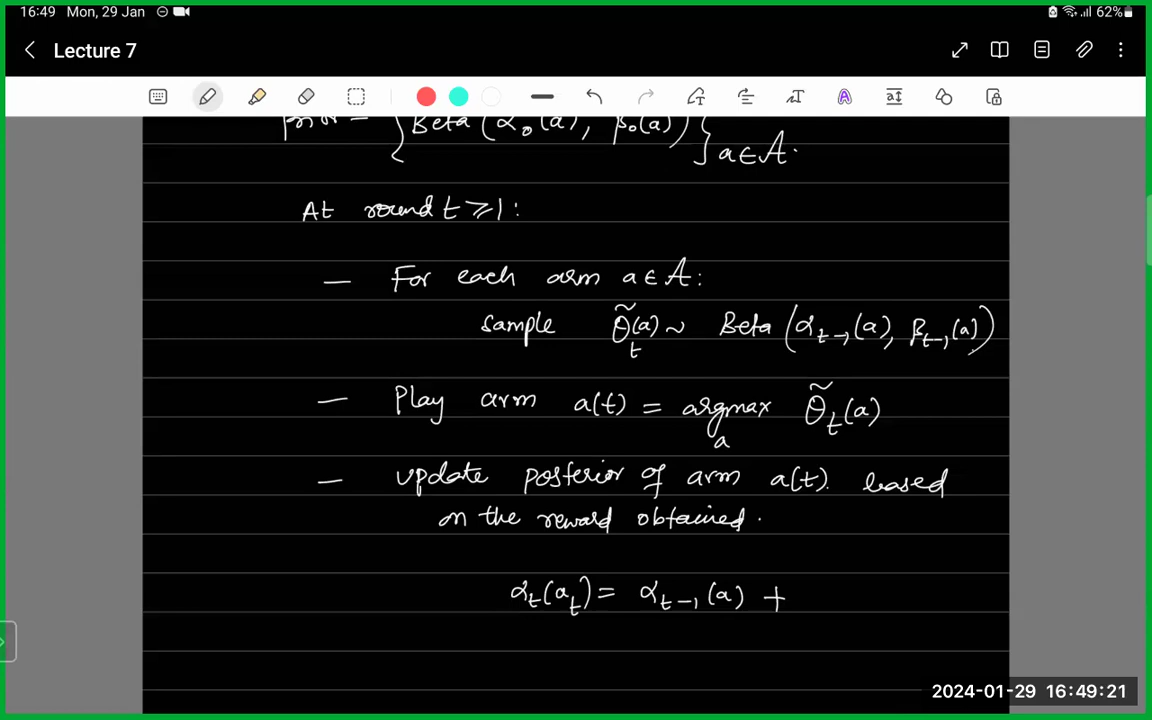 16:49 Mon, 29 Jan 62%
Lecture 7
prior = { Beta (α₀(a), β₀(a)) }a∈A.
At round t ≥ 1:
— For each arm a ∈ A:
sample θ̃ₜ(a) ~ Beta (αₜ₋₁(a), βₜ₋₁(a))
— Play arm a(t) = argmaxₐ θ̃ₜ(a)
— Update posterior of arm a(t). based
on the reward obtained.
αₜ(aₜ) = αₜ₋₁(a) +
2024-01-29 16:49:21